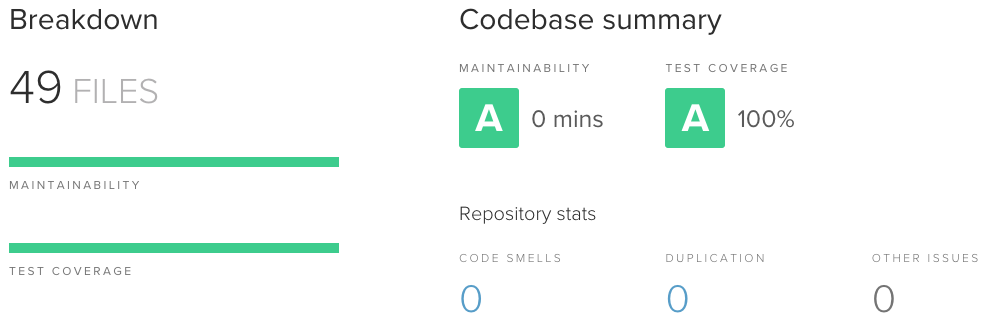 Breakdown
49 FILES
MAINTAINABILITY
TEST COVERAGE
Codebase summary
MAINTAINABILITY
A 0 mins
TEST COVERAGE
A 100%
Repository stats
CODE SMELLS
0
DUPLICATION
0
OTHER ISSUES
0